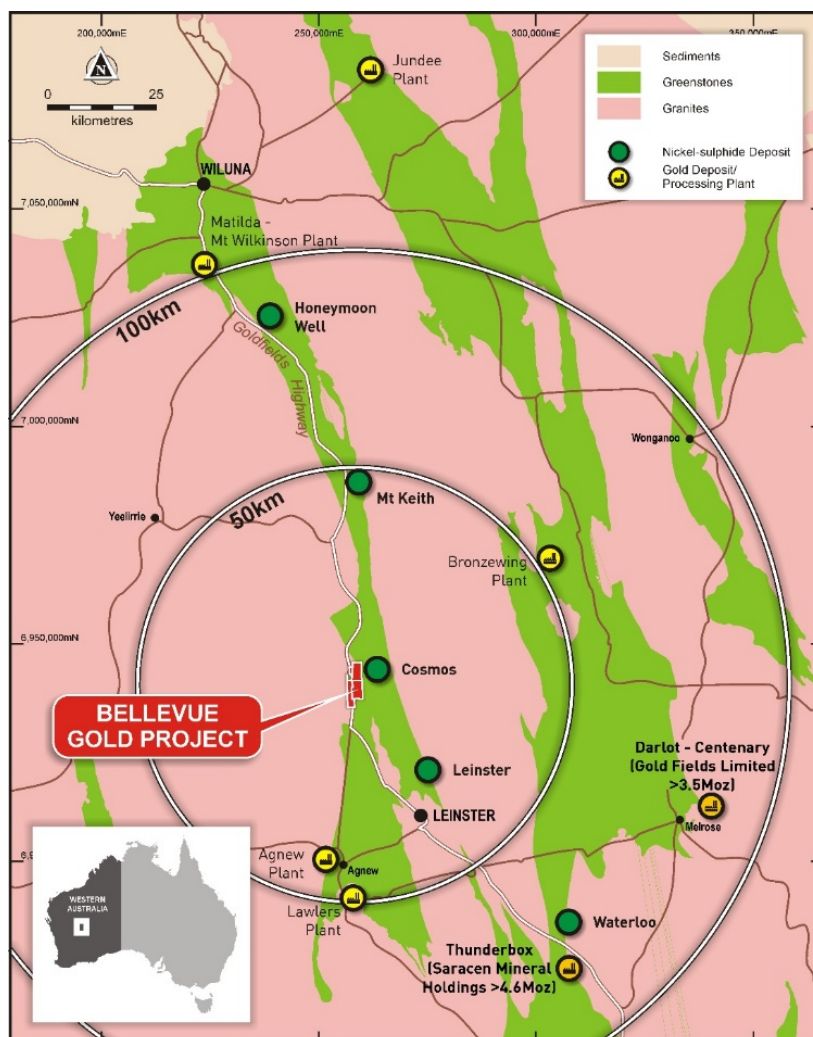 200,000mE
250,000mE
300,000mE
350,000mE
N
0
25
kilometres
Jundee
Plant
Sediments
Greenstones
Granites
Nickel-sulphide Deposit
Gold Deposit/
Processing Plant
WILUNA
7,050,000mN
Matilda -
Mt Wilkinson Plant
100km
Honeymoon
Well
Goldfields
Highway
7,000,000mN
Wonganoo
50km
Mt Keith
Yeelirrie
Bronzewing
Plant
6,950,000mN
Cosmos
BELLEVUE
GOLD PROJECT
Leinster
Darlot - Centenary
(Gold Fields Limited
>3.5Moz)
LEINSTER
Melrose
Agnew
Plant
Agnew
Lawlers
Plant
WESTERN
AUSTRALIA
Waterloo
Thunderbox
(Saracen Mineral
Holdings >4.6Moz)